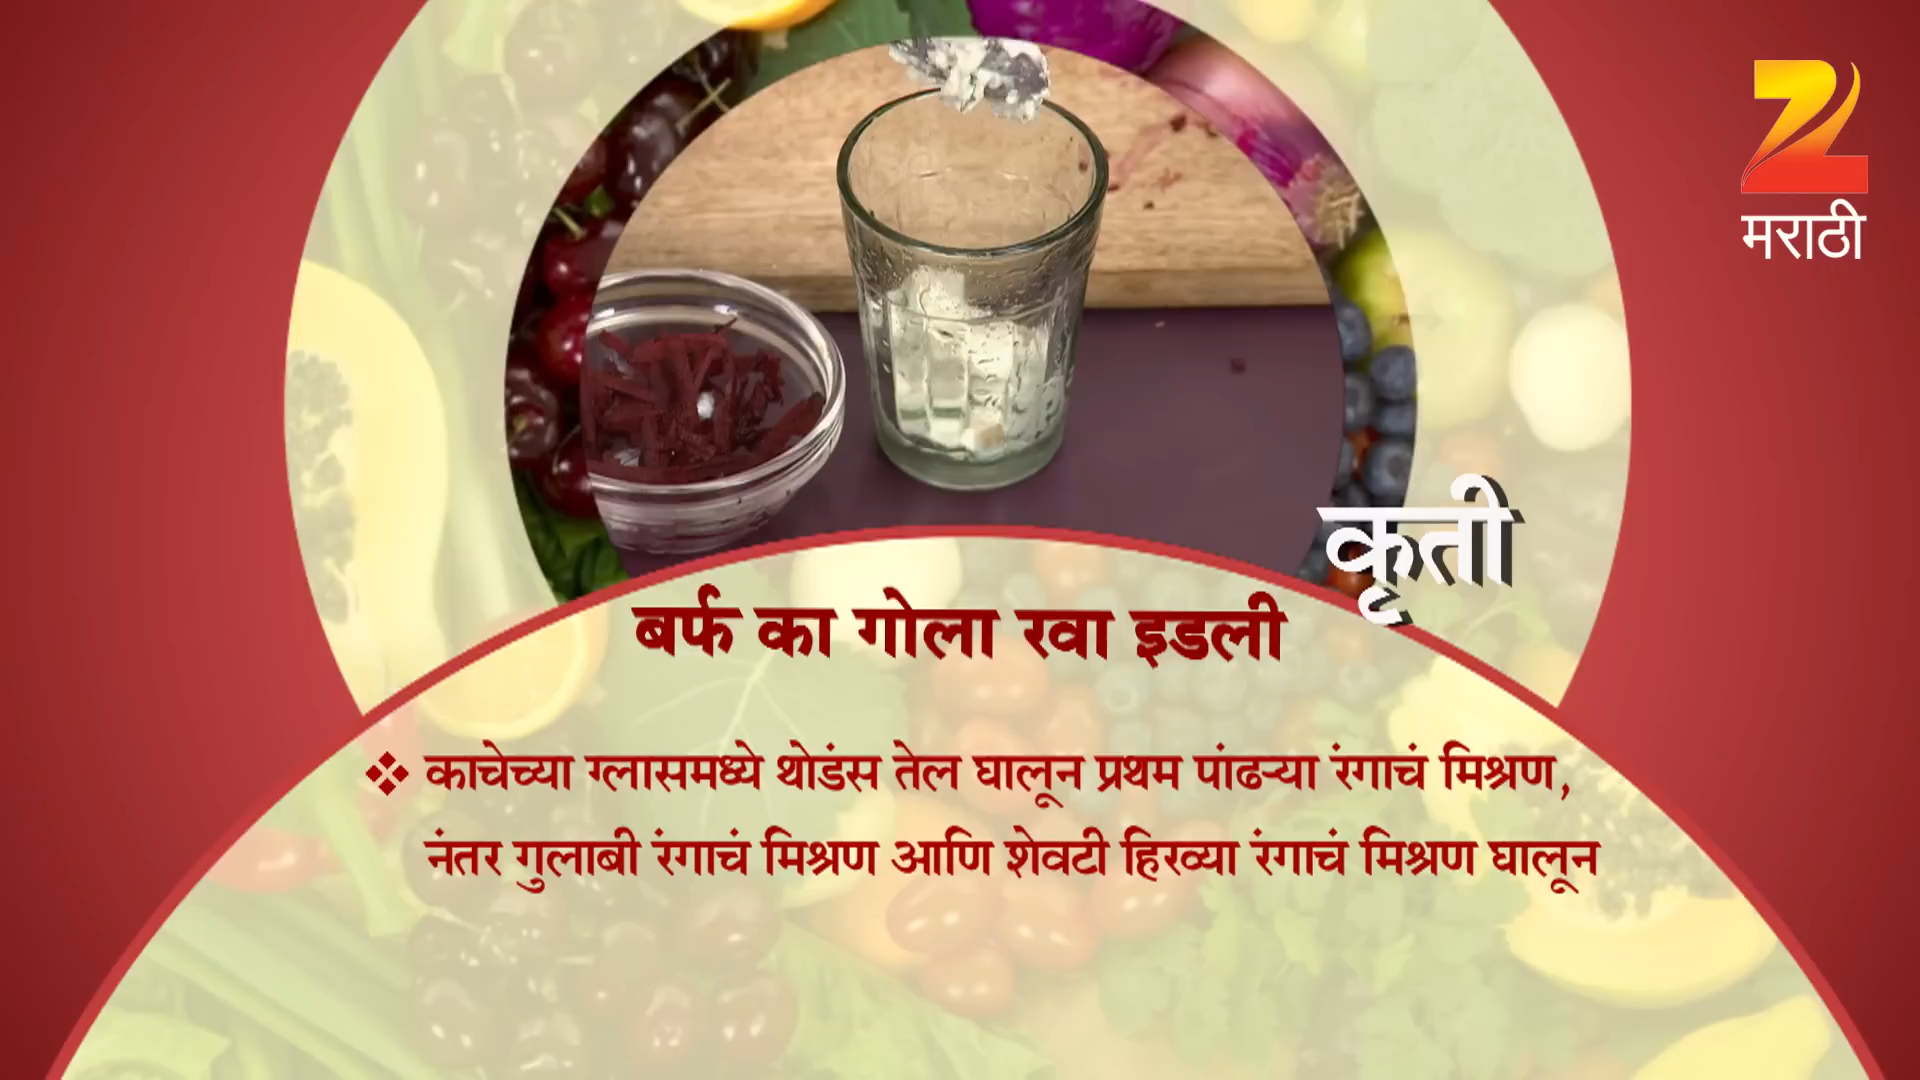 मराठी
कृती
बर्फ का गोला रवा इडली
❖ काचेच्या ग्लासमध्ये थोडंस तेल घालून प्रथम पांढऱ्या रंगाचं मिश्रण,
नंतर गुलाबी रंगाचं मिश्रण आणि शेवटी हिरव्या रंगाचं मिश्रण घालून